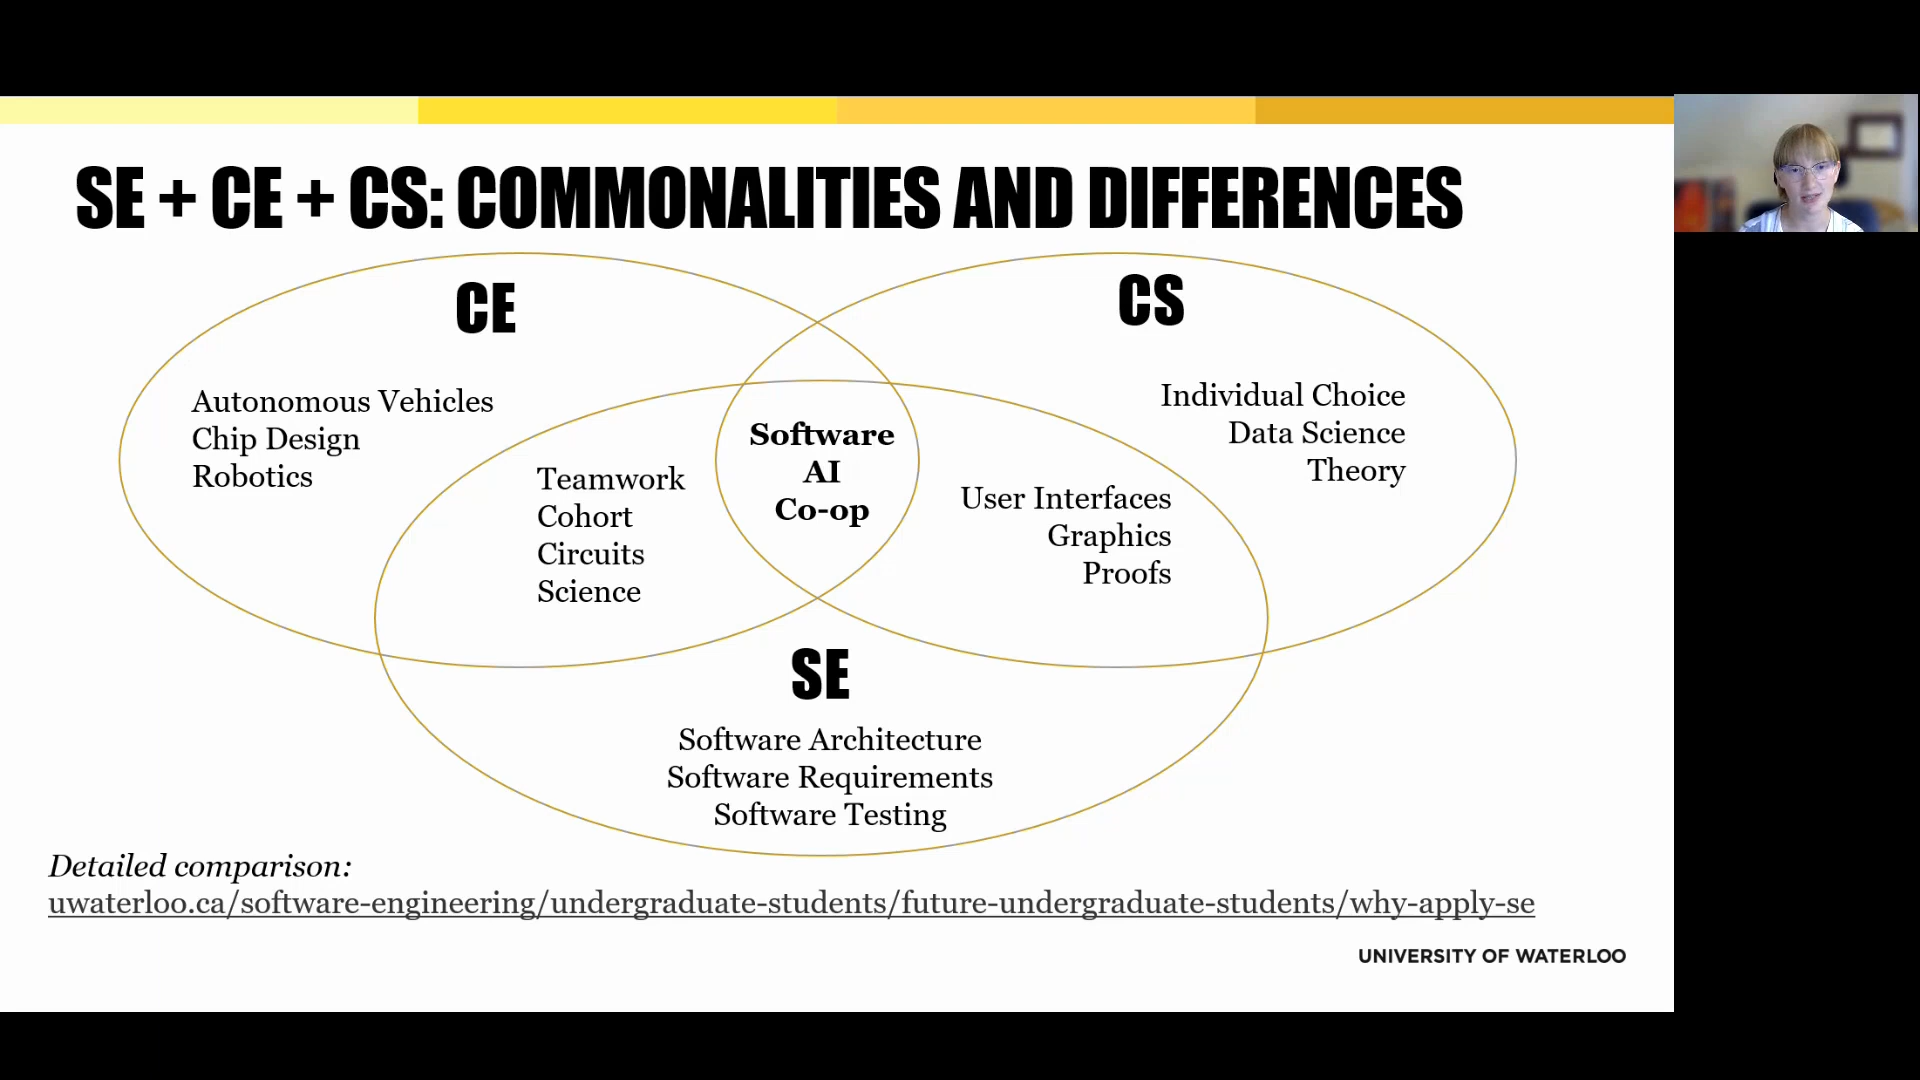 SE + CE + CS: COMMONALITIES AND DIFFERENCES
CE
Autonomous Vehicles
Chip Design
Robotics
Teamwork
Cohort
Circuits
Science
Software
AI
Co-op
CS
Individual Choice
Data Science
Theory
User Interfaces
Graphics
Proofs
SE
Software Architecture
Software Requirements
Software Testing
Detailed comparison:
uwaterloo.ca/software-engineering/undergraduate-students/future-undergraduate-students/why-apply-se
UNIVERSITY OF WATERLOO